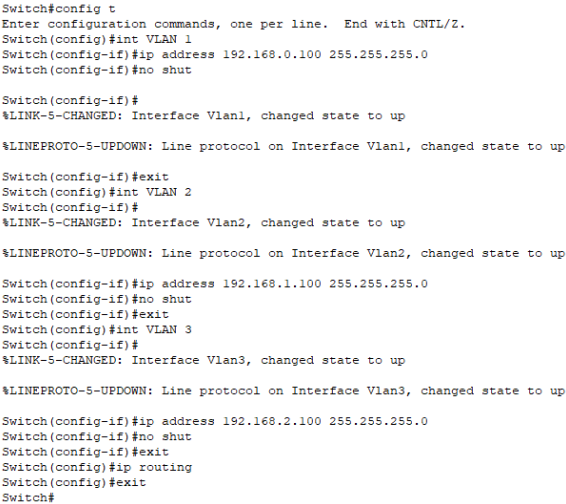 Switch#config t
Enter configuration commands, one per line.  End with CNTL/Z.
Switch(config)#int VLAN 1
Switch(config-if)#ip address 192.168.0.100 255.255.255.0
Switch(config-if)#no shut
Switch(config-if)#
%LINK-5-CHANGED: Interface Vlan1, changed state to up
%LINEPROTO-5-UPDOWN: Line protocol on Interface Vlan1, changed state to up
Switch(config-if)#exit
Switch(config)#int VLAN 2
Switch(config-if)#
%LINK-5-CHANGED: Interface Vlan2, changed state to up
%LINEPROTO-5-UPDOWN: Line protocol on Interface Vlan2, changed state to up
Switch(config-if)#ip address 192.168.1.100 255.255.255.0
Switch(config-if)#no shut
Switch(config-if)#exit
Switch(config)#int VLAN 3
Switch(config-if)#
%LINK-5-CHANGED: Interface Vlan3, changed state to up
%LINEPROTO-5-UPDOWN: Line protocol on Interface Vlan3, changed state to up
Switch(config-if)#ip address 192.168.2.100 255.255.255.0
Switch(config-if)#no shut
Switch(config-if)#exit
Switch(config)#ip routing
Switch(config)#exit
Switch#